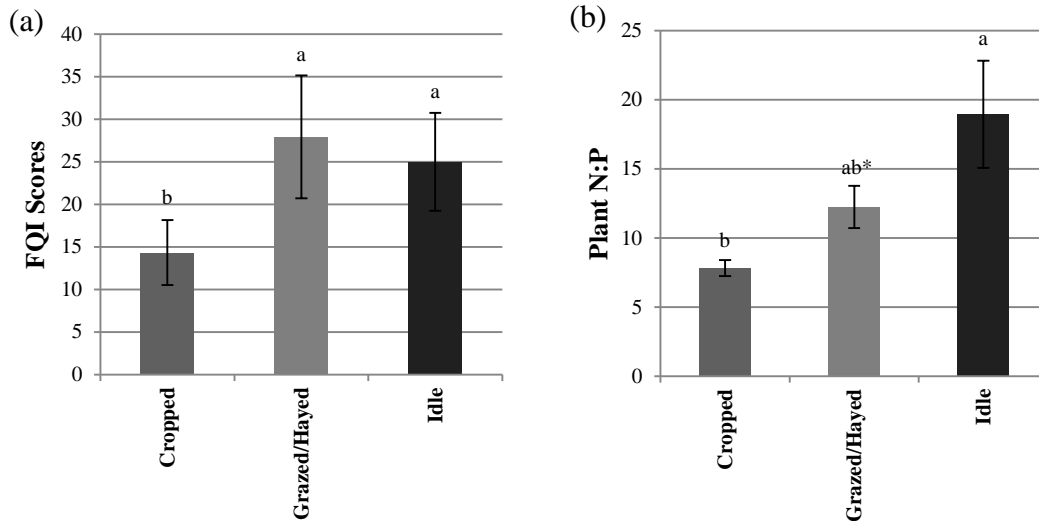 (a)
FQI Scores
40
35
30
25
20
15
10
5
0
b
a
a
Cropped
Grazed/Hayed
Idle
(b)
Plant N:P
25
20
15
10
5
0
b
ab*
a
Cropped
Grazed/Hayed
Idle